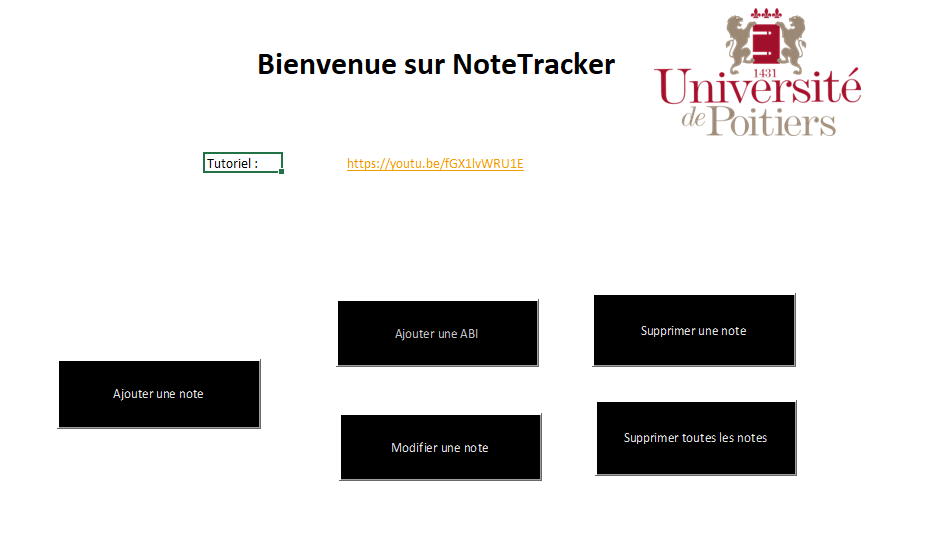 Bienvenue sur NoteTracker
1431
Université
de Poitiers
Tutoriel :
https://youtu.be/fGX1lvWRU1E
Ajouter une ABI
Supprimer une note
Ajouter une note
Modifier une note
Supprimer toutes les notes